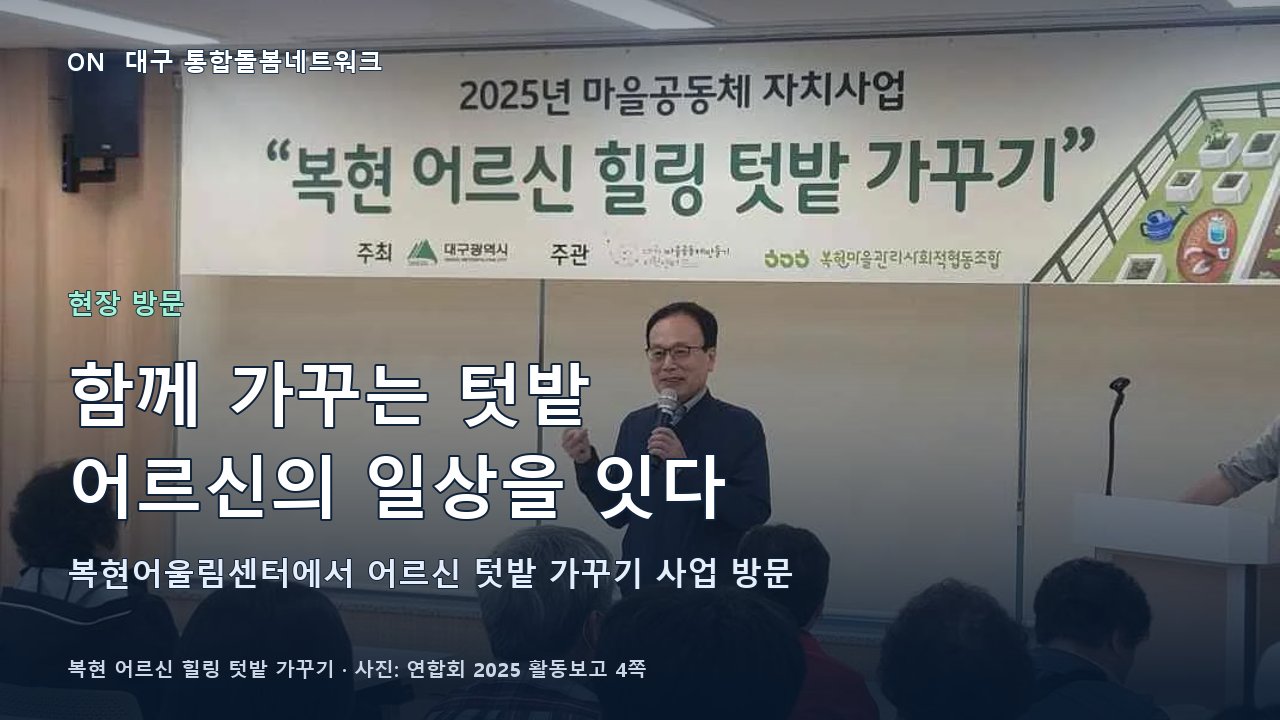 ON 대구 통합돌봄네트워크
2025년 마을공동체 자치사업
“복현 어르신 힐링 텃밭 가꾸기”
주최 대구광역시 주관 복현마을관리사회적협동조합
현장 방문
함께 가꾸는 텃밭
어르신의 일상을 잇다
복현어울림센터에서 어르신 텃밭 가꾸기 사업 방문
복현 어르신 힐링 텃밭 가꾸기 · 사진: 연합회 2025 활동보고 4쪽